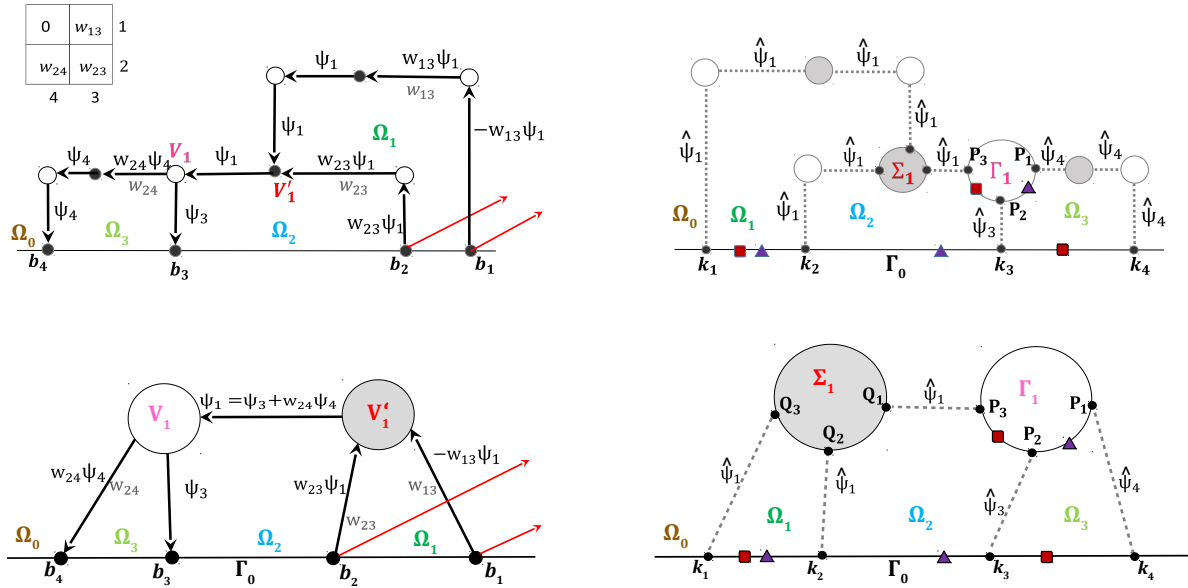 0 w₁₃ 1
w₂₄ w₂₃ 2
4 3
ψ₁ w₁₃ψ₁
w₁₃
ψ₁ Ω₁ −w₁₃ψ₁
ψ₄ w₂₄ψ₄ V₁ ψ₁ w₂₃ψ₁
w₂₄ V'₁ w₂₃
ψ₄ ψ₃ w₂₃ψ₁
Ω₀ Ω₃ Ω₂
b₄ b₃ b₂ b₁
ψ̂₁ ψ̂₁
ψ̂₁ ψ̂₁
ψ̂₁ Σ₁ ψ̂₁ P₃ Γ₁ P₁ ψ̂₄ ψ̂₄
P₂
ψ̂₁ ψ̂₃ ψ̂₄
Ω₀ Ω₁ Ω₂ Ω₃
k₁ k₂ Γ₀ k₃ k₄
V₁ ψ₁ =ψ₃+w₂₄ψ₄ V₁‘
w₂₄ψ₄ w₂₄ ψ₃ w₂₃ψ₁ w₁₃ −w₁₃ψ₁
w₂₃
Ω₀ Ω₃ Ω₂ Ω₁
b₄ b₃ Γ₀ b₂ b₁
Σ₁ Γ₁
Q₃ Q₁ ψ̂₁ P₃ P₁
Q₂ P₂
ψ̂₁ ψ̂₁ ψ̂₃ ψ̂₄
Ω₀ Ω₁ Ω₂ Ω₃
k₁ k₂ Γ₀ k₃ k₄